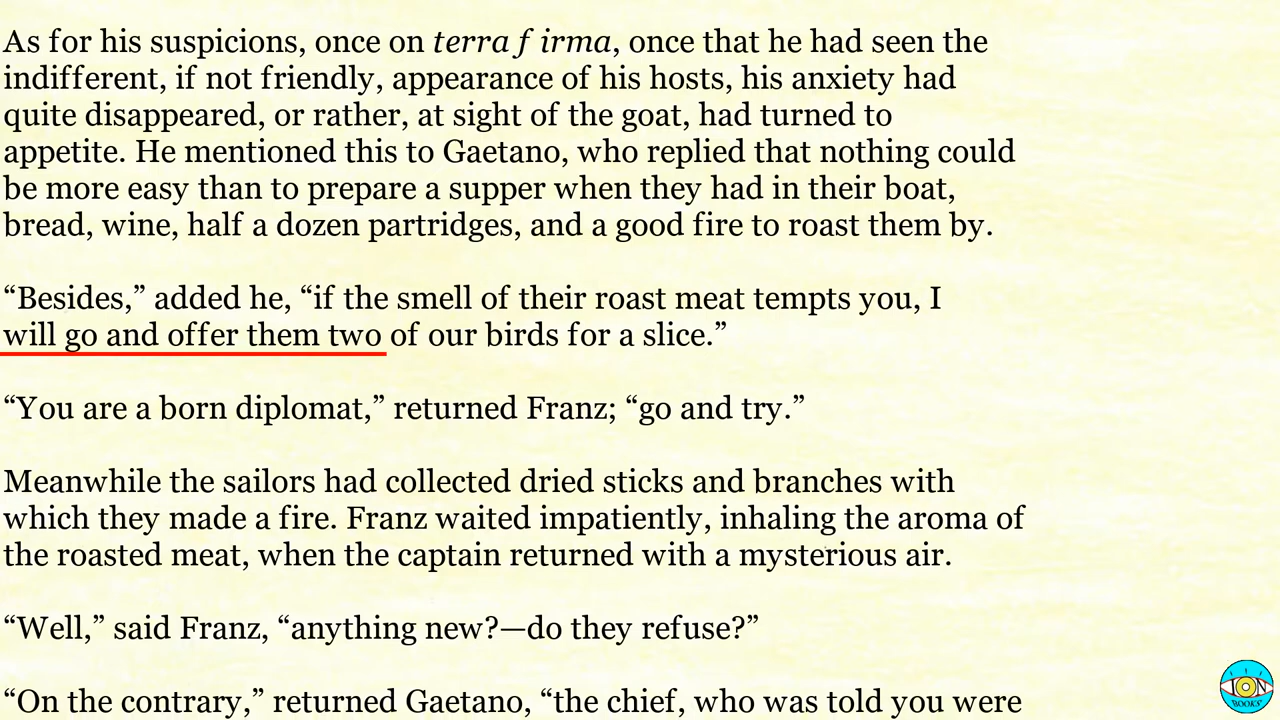 As for his suspicions, once on terra f irma, once that he had seen the
indifferent, if not friendly, appearance of his hosts, his anxiety had
quite disappeared, or rather, at sight of the goat, had turned to
appetite. He mentioned this to Gaetano, who replied that nothing could
be more easy than to prepare a supper when they had in their boat,
bread, wine, half a dozen partridges, and a good fire to roast them by.
“Besides,” added he, “if the smell of their roast meat tempts you, I
will go and offer them two of our birds for a slice.”
“You are a born diplomat,” returned Franz; “go and try.”
Meanwhile the sailors had collected dried sticks and branches with
which they made a fire. Franz waited impatiently, inhaling the aroma of
the roasted meat, when the captain returned with a mysterious air.
“Well,” said Franz, “anything new?—do they refuse?”
“On the contrary,” returned Gaetano, “the chief, who was told you were
ION
BOOKS